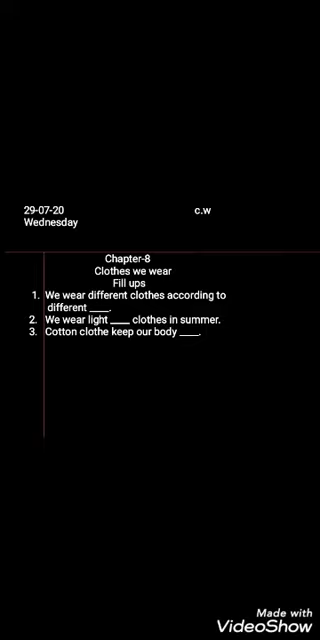 29-07-20 c.w
Wednesday
Chapter-8
Clothes we wear
Fill ups
1. We wear different clothes according to
different ____.
2. We wear light ____ clothes in summer.
3. Cotton clothe keep our body ____.
Made with
VideoShow